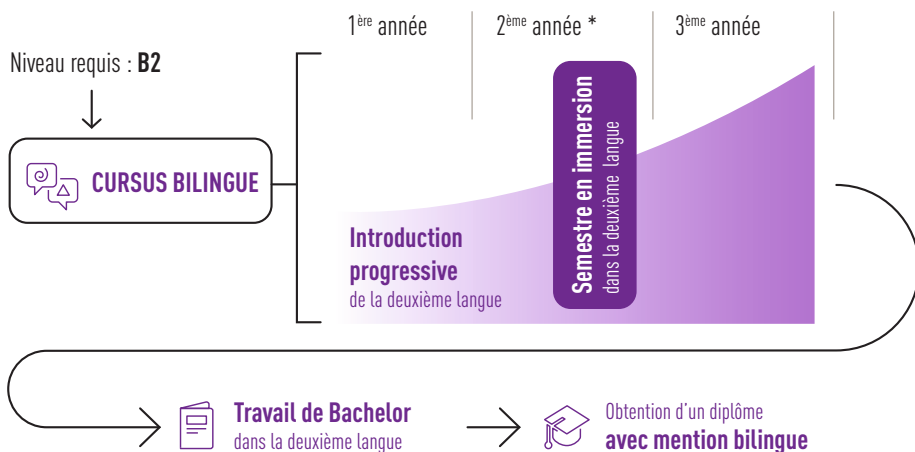 1ère année
2ème année *
3ème année
Niveau requis : B2
CURSUS BILINGUE
Introduction
progressive
de la deuxième langue
Semestre en immersion
dans la deuxième langue
Travail de Bachelor
dans la deuxième langue
Obtention d'un diplôme
avec mention bilingue